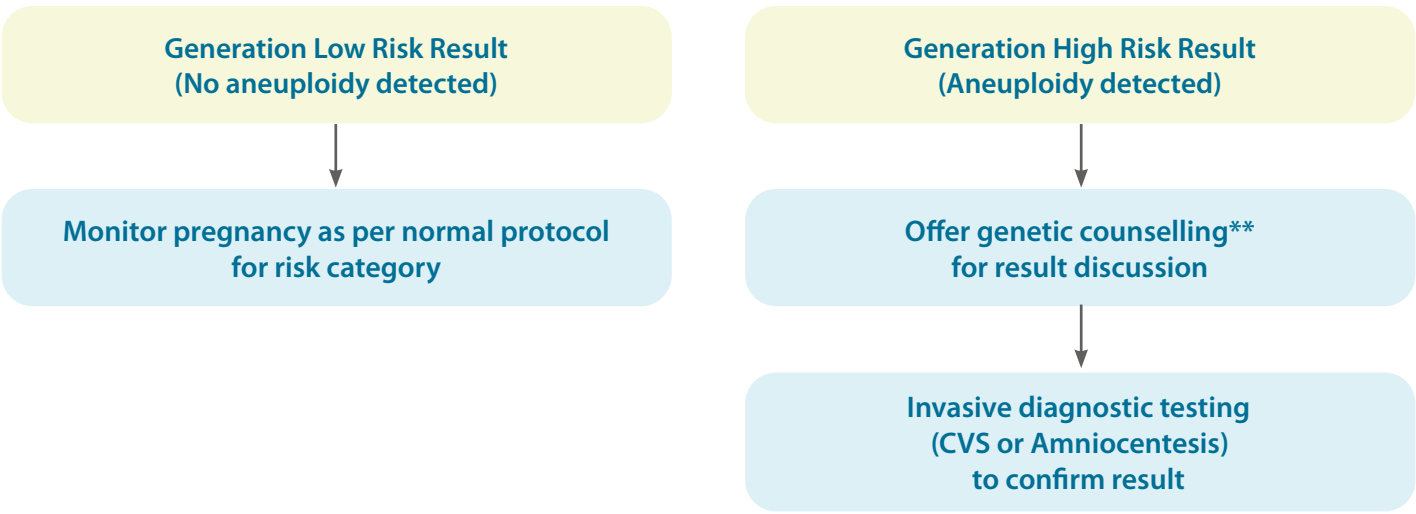 Generation Low Risk Result
(No aneuploidy detected)
Monitor pregnancy as per normal protocol
for risk category
Generation High Risk Result
(Aneuploidy detected)
Offer genetic counselling**
for result discussion
Invasive diagnostic testing
(CVS or Amniocentesis)
to confirm result